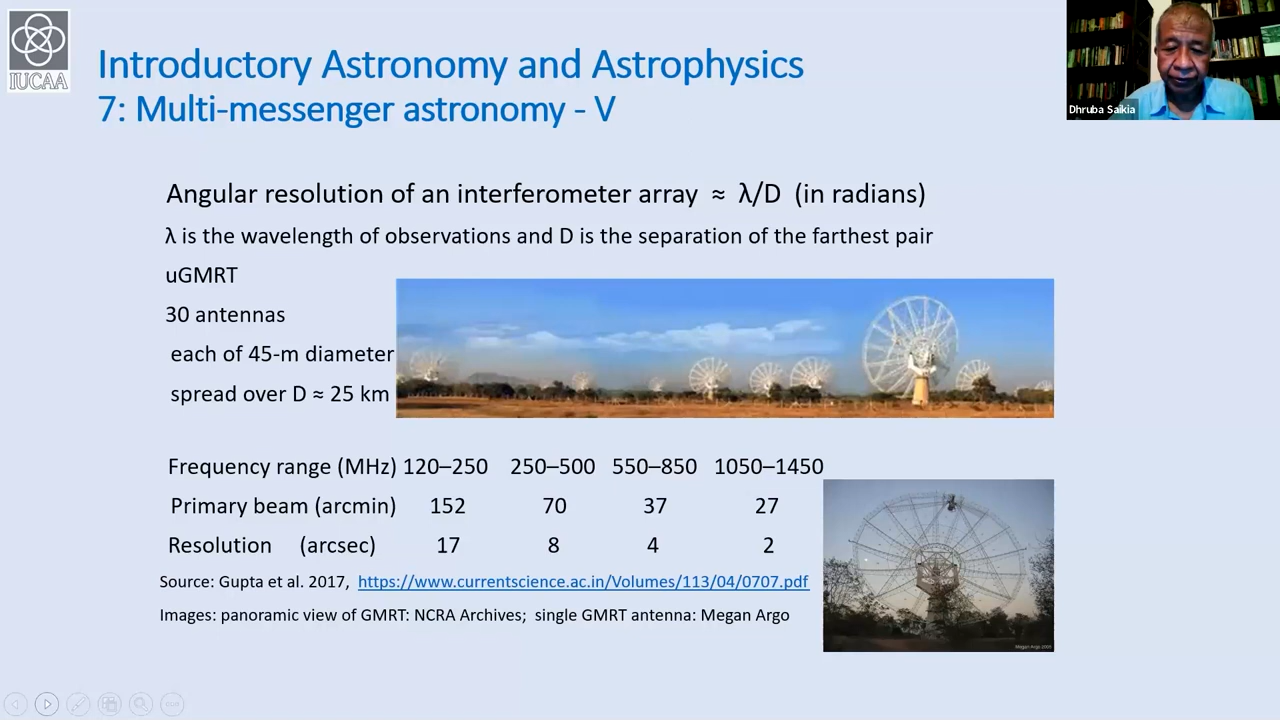 IUCAA
Introductory Astronomy and Astrophysics
7: Multi-messenger astronomy - V
Dhruba Saikia
Angular resolution of an interferometer array ≈ λ/D (in radians)
λ is the wavelength of observations and D is the separation of the farthest pair
uGMRT
30 antennas
each of 45-m diameter
spread over D ≈ 25 km
Frequency range (MHz) 120–250 250–500 550–850 1050–1450
Primary beam (arcmin) 152 70 37 27
Resolution (arcsec) 17 8 4 2
Source: Gupta et al. 2017, https://www.currentscience.ac.in/Volumes/113/04/0707.pdf
Images: panoramic view of GMRT: NCRA Archives; single GMRT antenna: Megan Argo